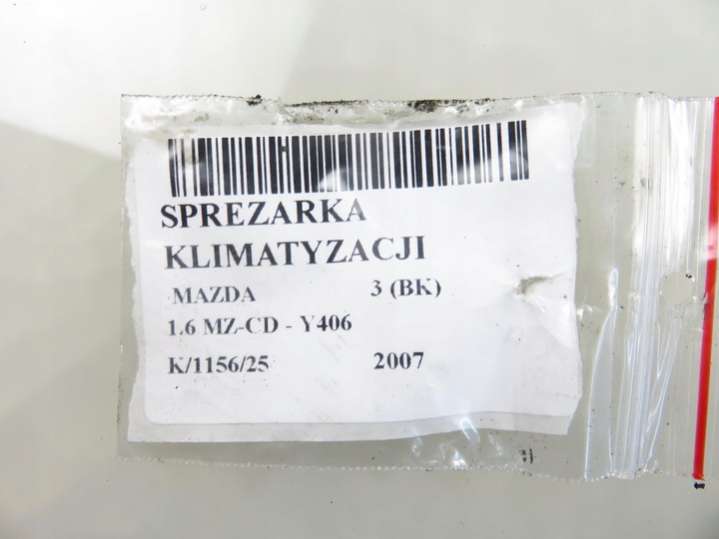 SPREZARKA
KLIMATYZACJI
MAZDA 3 (BK)
1.6 MZ-CD - Y406
K/1156/25 2007